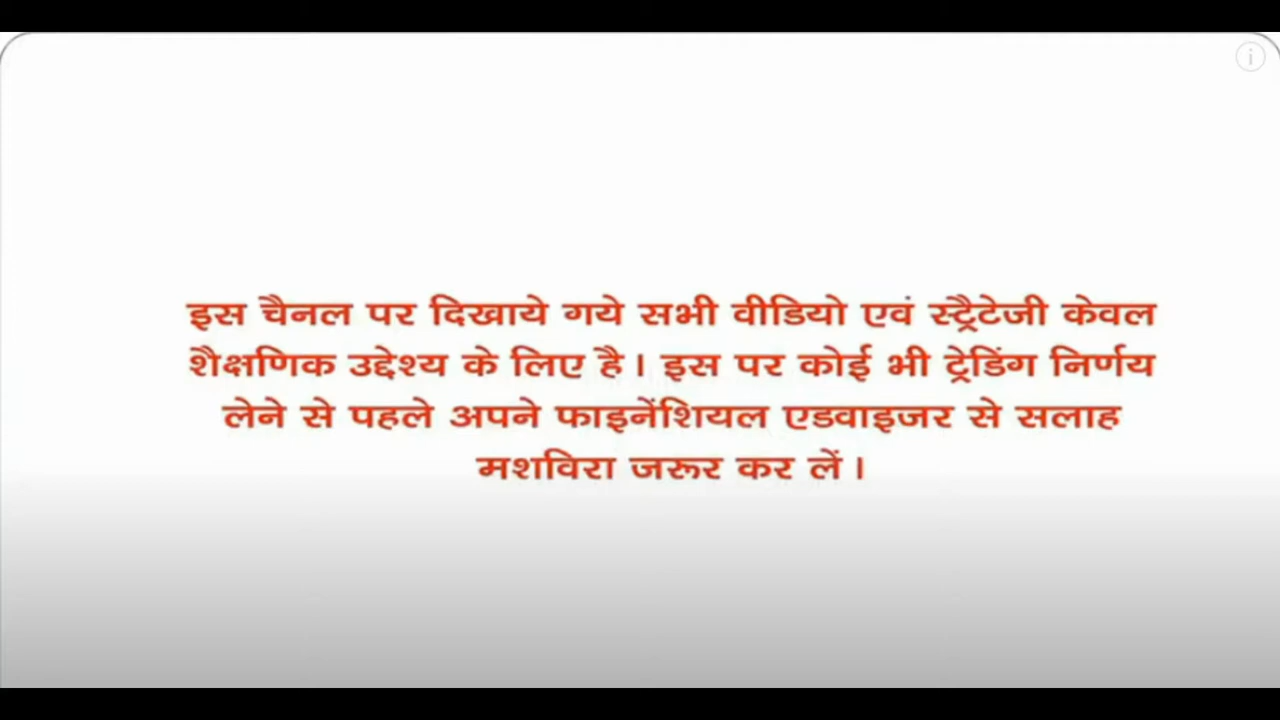 इस चैनल पर दिखाये गये सभी वीडियो एवं स्ट्रैटेजी केवल
शैक्षणिक उद्देश्य के लिए है। इस पर कोई भी ट्रेडिंग निर्णय
लेने से पहले अपने फाइनेंशियल एडवाइजर से सलाह
मशविरा जरूर कर लें।